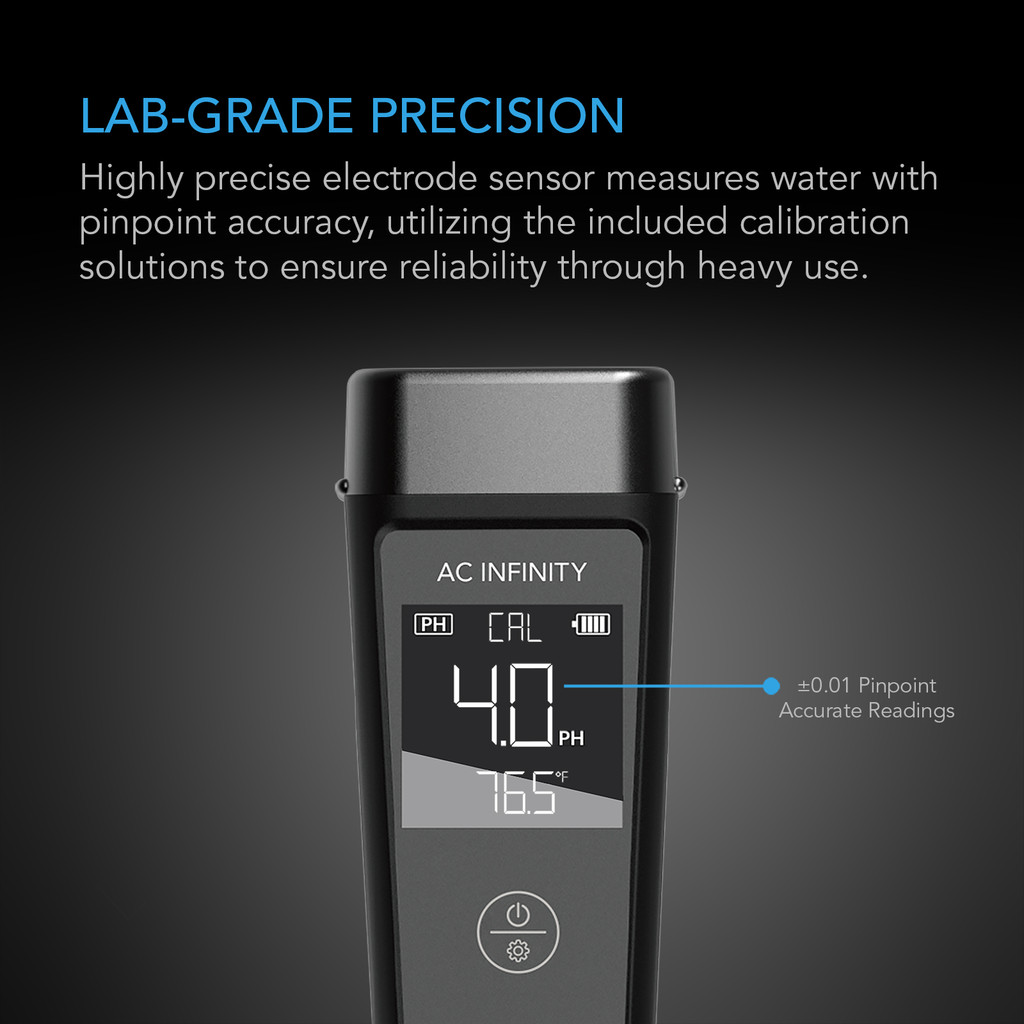 LAB-GRADE PRECISION
Highly precise electrode sensor measures water with
pinpoint accuracy, utilizing the included calibration
solutions to ensure reliability through heavy use.
AC INFINITY
PH CAL
4.0 PH
±0.01 Pinpoint
Accurate Readings
76.5 °F